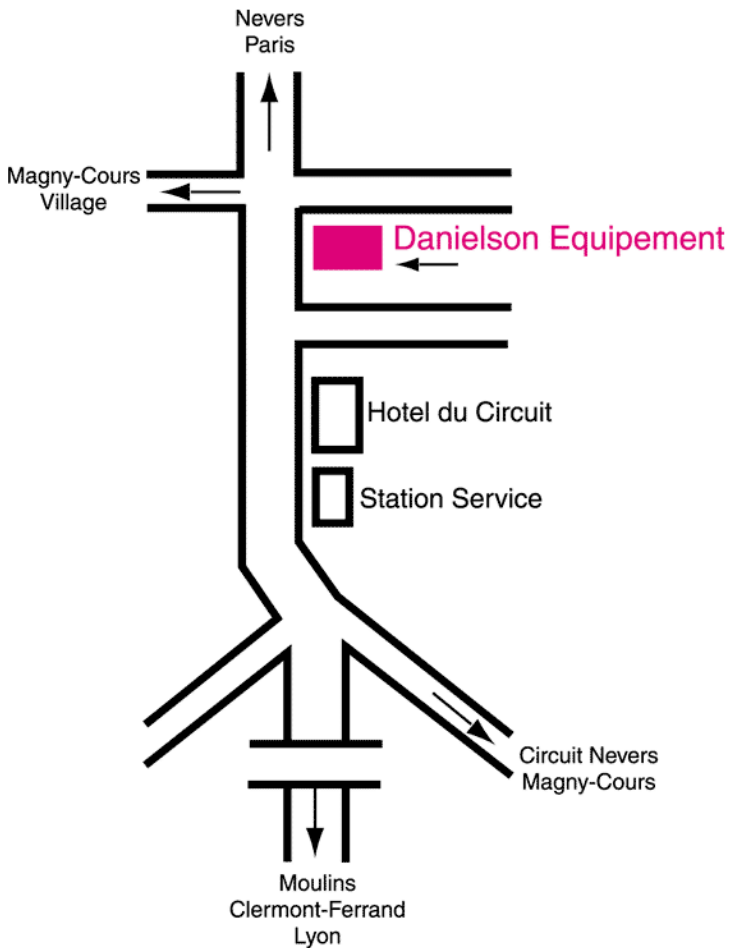 Nevers
Paris
Magny-Cours
Village
Danielson Equipement
Hotel du Circuit
Station Service
Circuit Nevers
Magny-Cours
Moulins
Clermont-Ferrand
Lyon